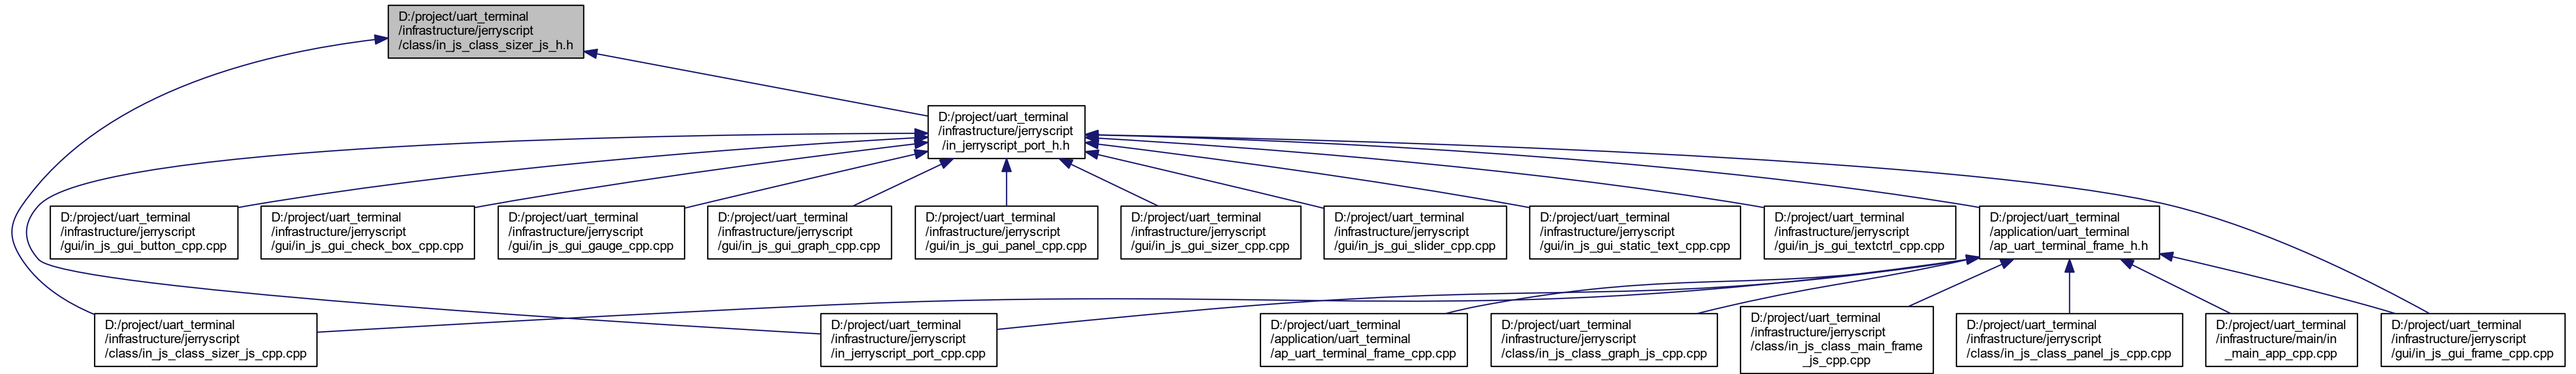 D:/project/uart_terminal
/infrastructure/jerryscript
/class/in_js_class_sizer_js_h.h
D:/project/uart_terminal
/infrastructure/jerryscript
/in_jerryscript_port_h.h
D:/project/uart_terminal
/infrastructure/jerryscript
/gui/in_js_gui_button_cpp.cpp
D:/project/uart_terminal
/infrastructure/jerryscript
/gui/in_js_gui_check_box_cpp.cpp
D:/project/uart_terminal
/infrastructure/jerryscript
/gui/in_js_gui_gauge_cpp.cpp
D:/project/uart_terminal
/infrastructure/jerryscript
/gui/in_js_gui_graph_cpp.cpp
D:/project/uart_terminal
/infrastructure/jerryscript
/gui/in_js_gui_panel_cpp.cpp
D:/project/uart_terminal
/infrastructure/jerryscript
/gui/in_js_gui_sizer_cpp.cpp
D:/project/uart_terminal
/infrastructure/jerryscript
/gui/in_js_gui_slider_cpp.cpp
D:/project/uart_terminal
/infrastructure/jerryscript
/gui/in_js_gui_static_text_cpp.cpp
D:/project/uart_terminal
/infrastructure/jerryscript
/gui/in_js_gui_textctrl_cpp.cpp
D:/project/uart_terminal
/application/uart_terminal
/ap_uart_terminal_frame_h.h
D:/project/uart_terminal
/infrastructure/jerryscript
/class/in_js_class_sizer_js_cpp.cpp
D:/project/uart_terminal
/infrastructure/jerryscript
/in_jerryscript_port_cpp.cpp
D:/project/uart_terminal
/application/uart_terminal
/ap_uart_terminal_frame_cpp.cpp
D:/project/uart_terminal
/infrastructure/jerryscript
/class/in_js_class_graph_js_cpp.cpp
D:/project/uart_terminal
/infrastructure/jerryscript
/class/in_js_class_main_frame
_js_cpp.cpp
D:/project/uart_terminal
/infrastructure/jerryscript
/class/in_js_class_panel_js_cpp.cpp
D:/project/uart_terminal
/infrastructure/main/in
_main_app_cpp.cpp
D:/project/uart_terminal
/infrastructure/jerryscript
/gui/in_js_gui_frame_cpp.cpp